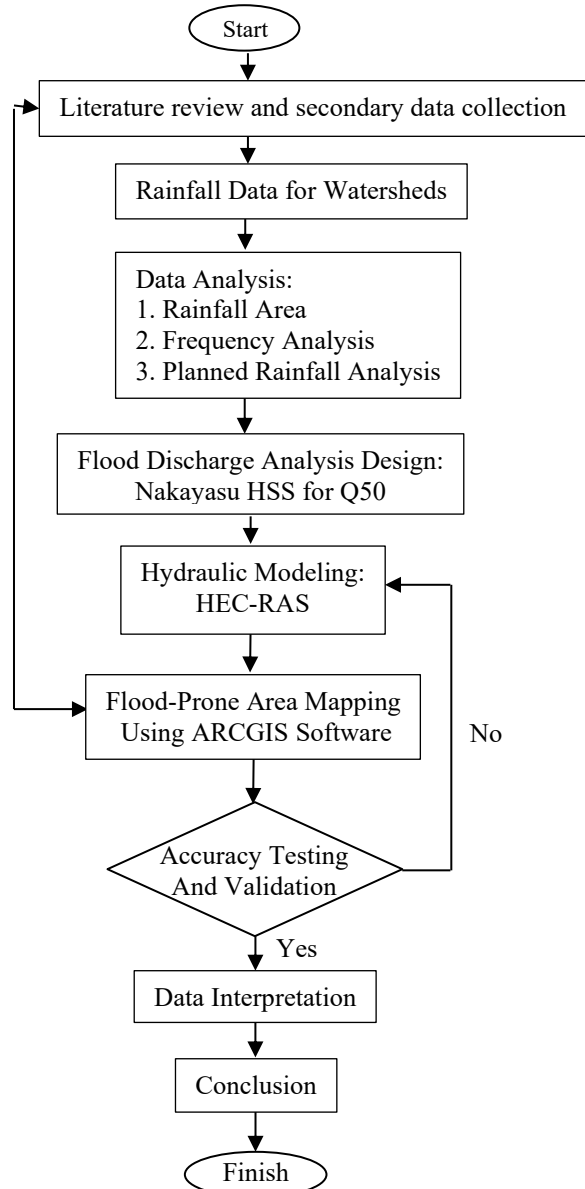 Start
Literature review and secondary data collection
Rainfall Data for Watersheds
Data Analysis:
1. Rainfall Area
2. Frequency Analysis
3. Planned Rainfall Analysis
Flood Discharge Analysis Design:
Nakayasu HSS for Q50
Hydraulic Modeling:
HEC-RAS
Flood-Prone Area Mapping
Using ARCGIS Software
No
Accuracy Testing
And Validation
Yes
Data Interpretation
Conclusion
Finish